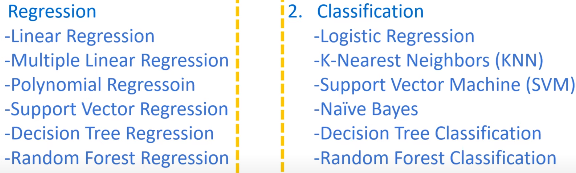 Regression
-Linear Regression
-Multiple Linear Regression
-Polynomial Regressoin
-Support Vector Regression
-Decision Tree Regression
-Random Forest Regression
2. Classification
-Logistic Regression
-K-Nearest Neighbors (KNN)
-Support Vector Machine (SVM)
-Naïve Bayes
-Decision Tree Classification
-Random Forest Classification